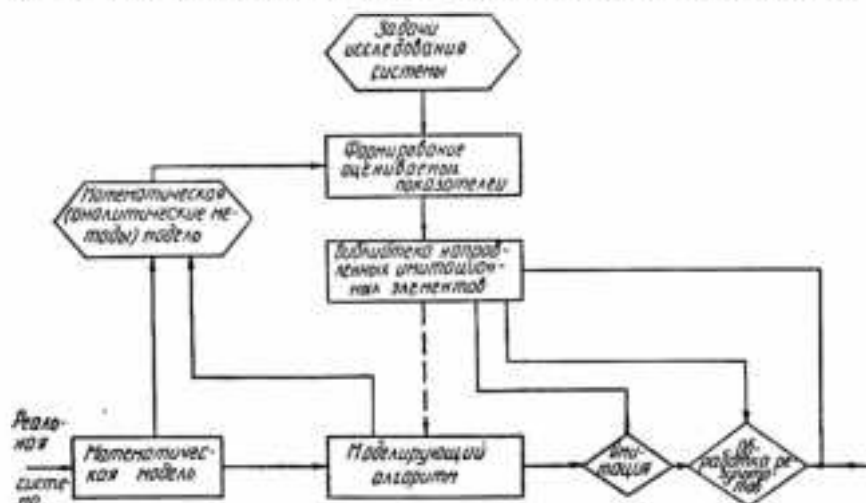 Задачи
исследования
системы
Формирование
оцениваемых
показателей
Математическая
(аналитические ме-
тоды) модель
Библиотека направ-
ленных имитацион-
ных элементов
Реаль-
ная
систе-
ма
Математичес-
кая модель
Моделирующий
алгоритм
Ими-
тация
Об-
работка ре-
зульта-
тов